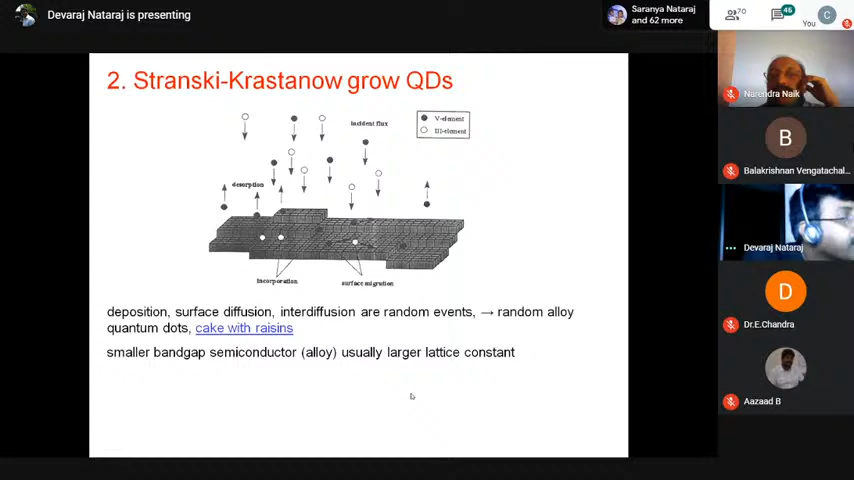 Devaraj Nataraj is presenting
Saranya Nataraj
and 62 more
70
46
You
C
2. Stranski-Krastanow grow QDs
incident flux
V-element
III-element
desorption
incorporation
surface migration
deposition, surface diffusion, interdiffusion are random events, → random alloy
quantum dots, cake with raisins
smaller bandgap semiconductor (alloy) usually larger lattice constant
Narendra Naik
B
Balakrishnan Vengatachal...
Devaraj Nataraj
D
Dr.E.Chandra
Aazaad B